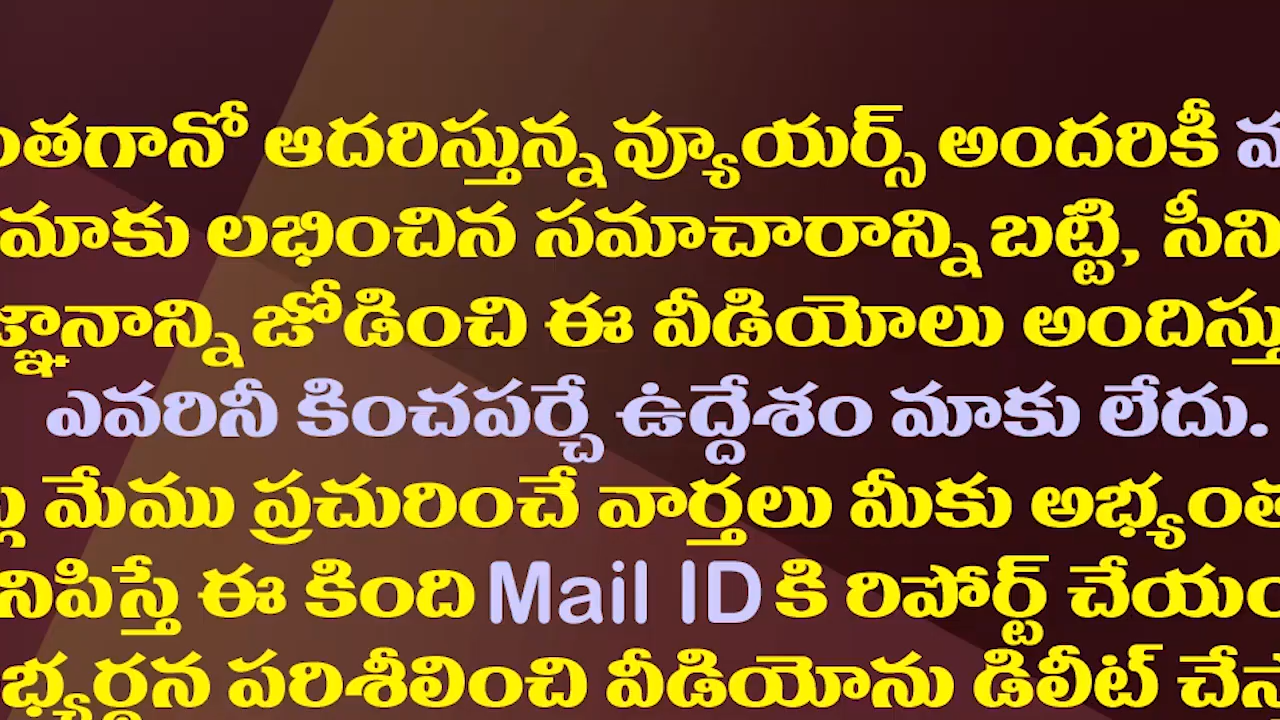 ంతగానో ఆదరిస్తున్న వ్యూయర్స్ అందరికీ
మాకు లభించిన సమాచారాన్ని బట్టి, సీని
జ్ఞానాన్ని జోడించి ఈ వీడియోలు అందిస్తు
ఎవరినీ కించపర్చే ఉద్దేశం మాకు లేదు.
మేము ప్రచురించే వార్తలు మీకు అభ్యంత
నిపిస్తే ఈ కింది Mail ID కి రిపోర్ట్ చేయం
భ్యర్థన పరిశీలించి వీడియోను డిలీట్ చేస